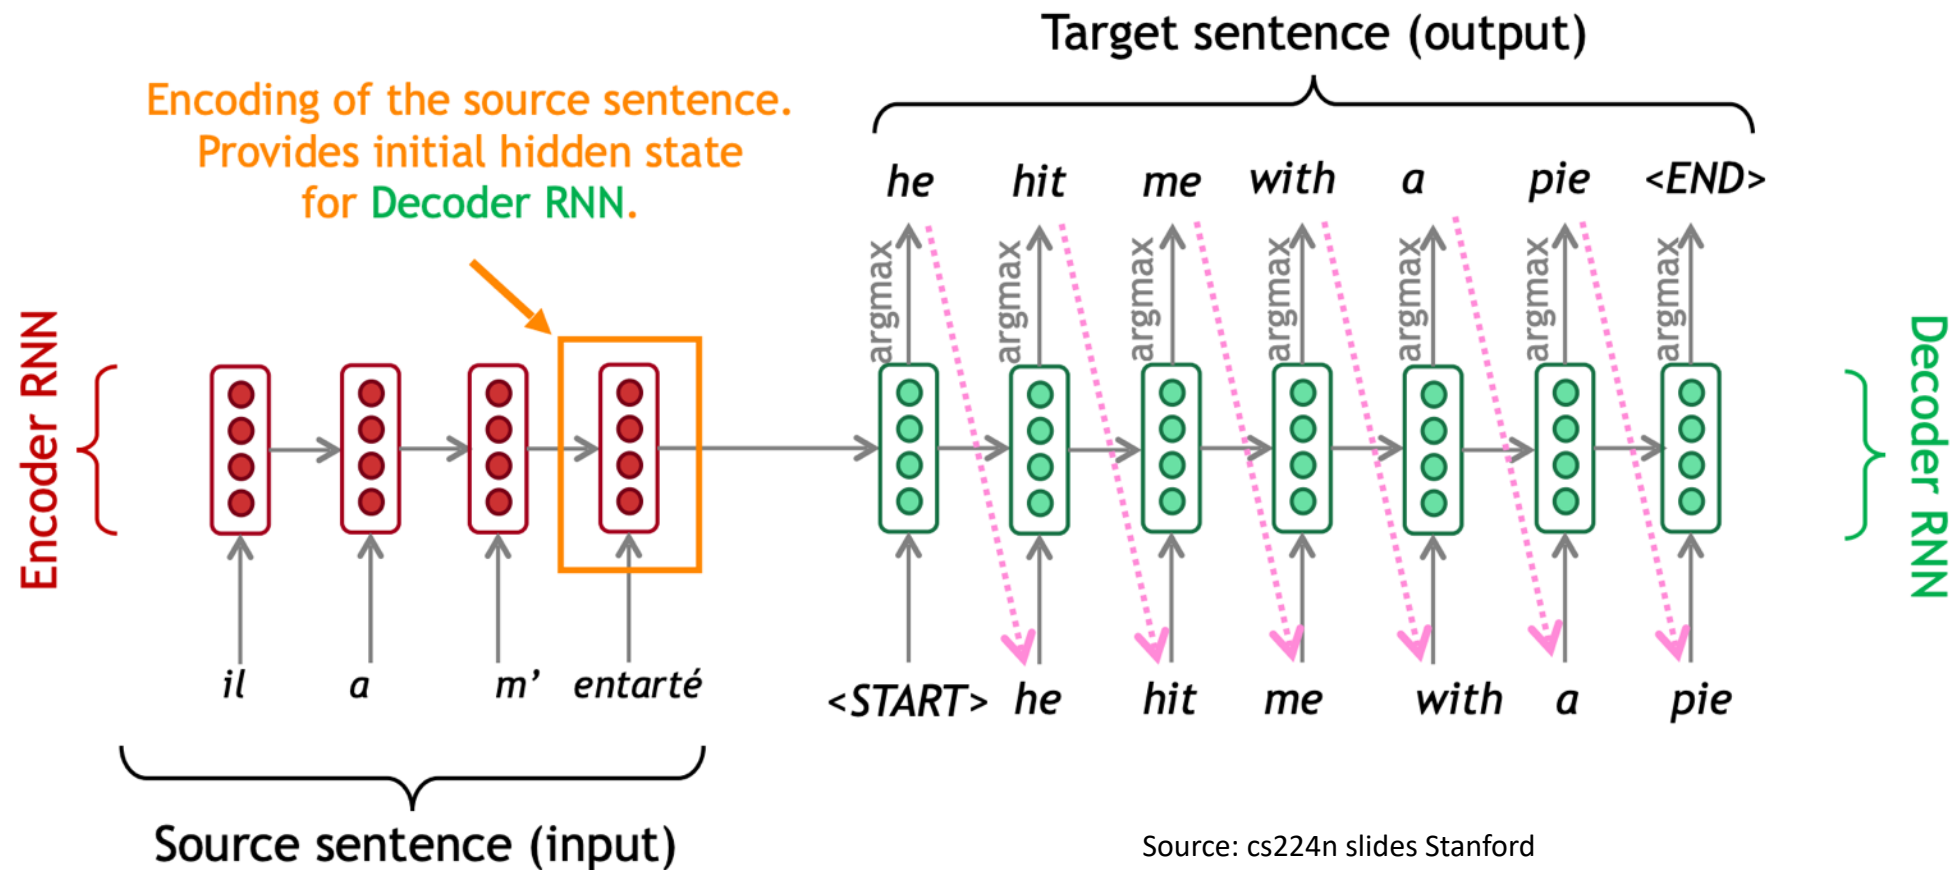 Target sentence (output)
Encoding of the source sentence.
Provides initial hidden state
for Decoder RNN.
he hit me with a pie <END>
argmax argmax argmax argmax argmax argmax argmax
Encoder RNN
Decoder RNN
il a m’ entarté
<START> he hit me with a pie
Source sentence (input)
Source: cs224n slides Stanford